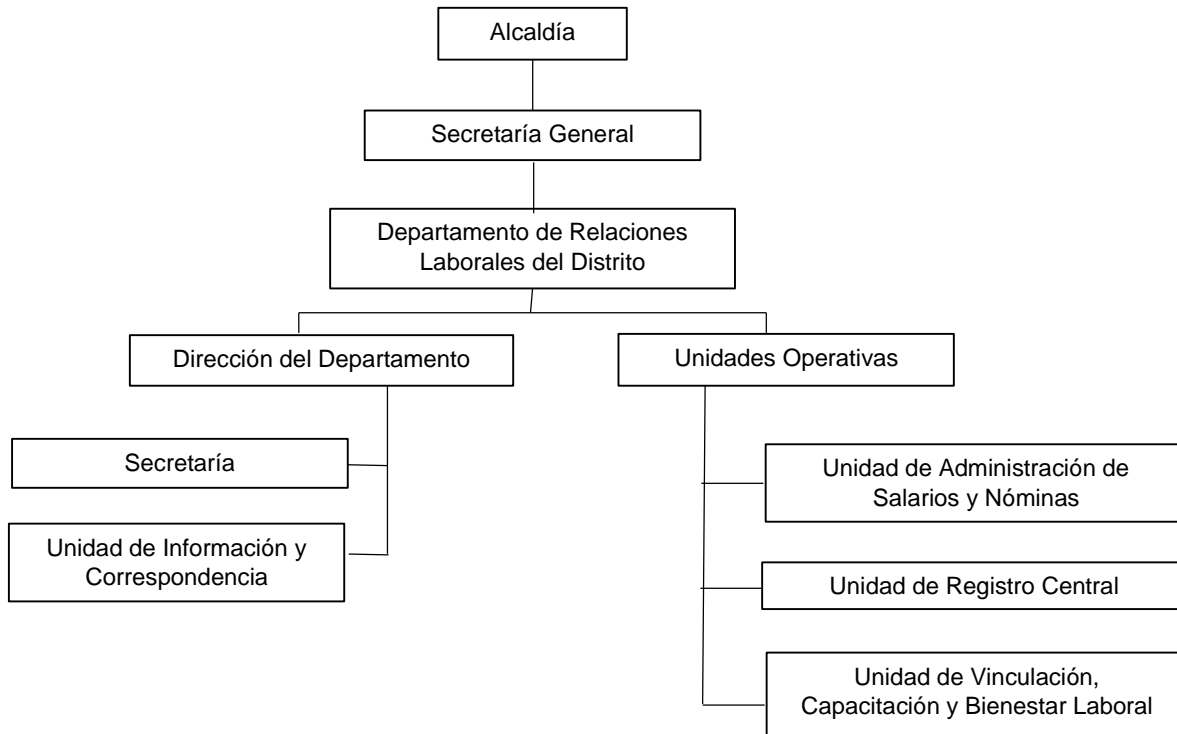 Alcaldía
Secretaría General
Departamento de Relaciones
Laborales del Distrito
Dirección del Departamento
Unidades Operativas
Secretaría
Unidad de Información y
Correspondencia
Unidad de Administración de
Salarios y Nóminas
Unidad de Registro Central
Unidad de Vinculación,
Capacitación y Bienestar Laboral